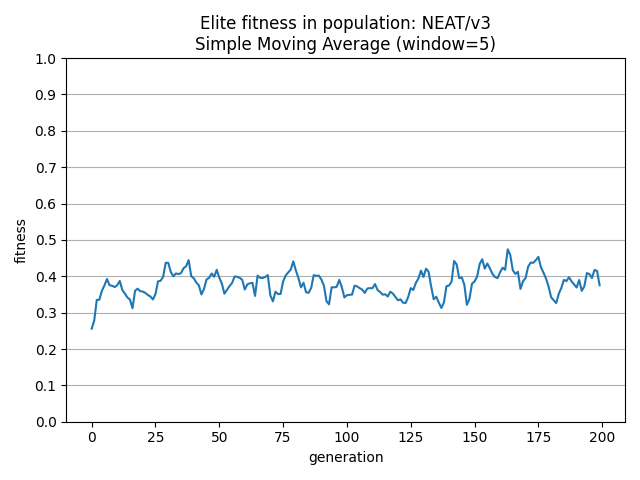 Elite fitness in population: NEAT/v3
Simple Moving Average (window=5)
1.0
0.9
0.8
0.7
0.6
0.5
0.4
0.3
0.2
0.1
0.0
fitness
0 25 50 75 100 125 150 175 200
generation